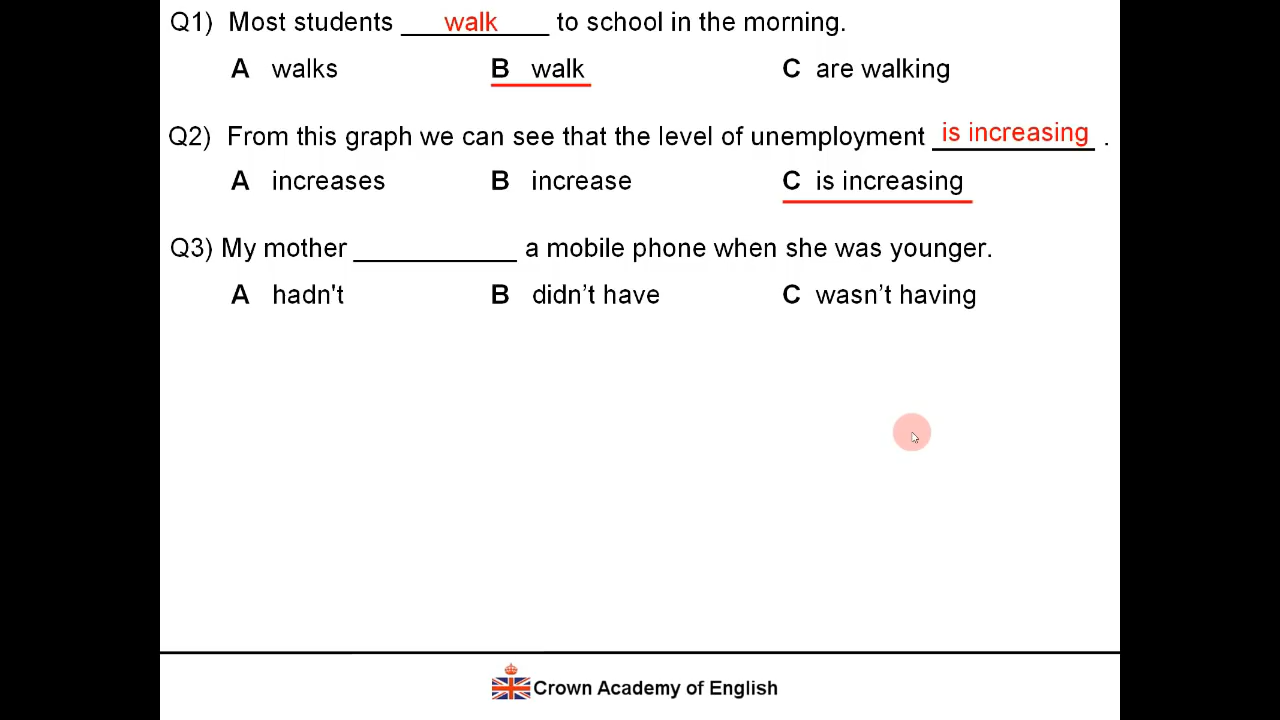 Q1) Most students walk to school in the morning.
A walks B walk C are walking
Q2) From this graph we can see that the level of unemployment is increasing .
A increases B increase C is increasing
Q3) My mother ____________ a mobile phone when she was younger.
A hadn't B didn’t have C wasn’t having
Crown Academy of English